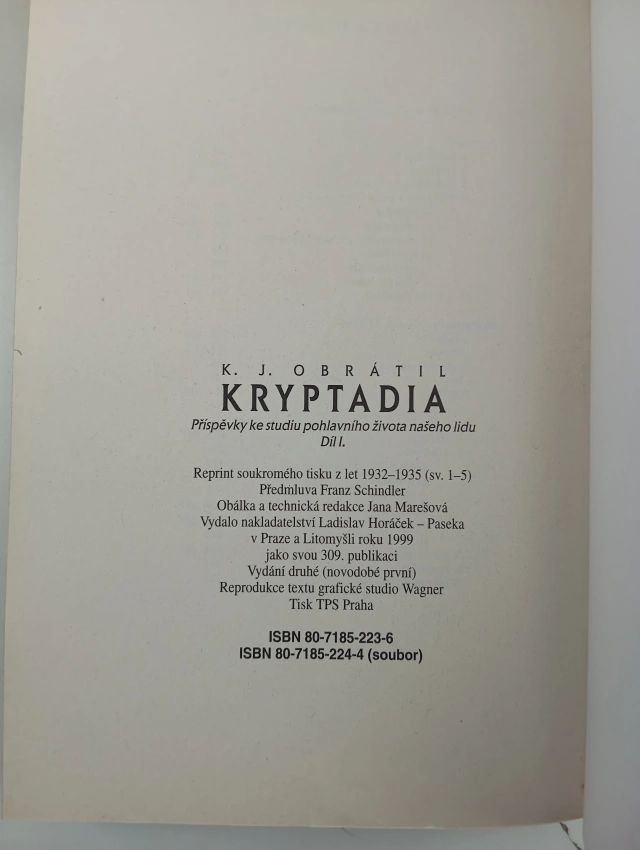 K. J. OBRÁTIL
KRYPTADIA
Příspěvky ke studiu pohlavního života našeho lidu
Díl I.
Reprint soukromého tisku z let 1932–1935 (sv. 1–5)
Předmluva Franz Schindler
Obálka a technická redakce Jana Marešová
Vydalo nakladatelství Ladislav Horáček – Paseka
v Praze a Litomyšli roku 1999
jako svou 309. publikaci
Vydání druhé (novodobé první)
Reprodukce textu grafické studio Wagner
Tisk TPS Praha
ISBN 80-7185-223-6
ISBN 80-7185-224-4 (soubor)